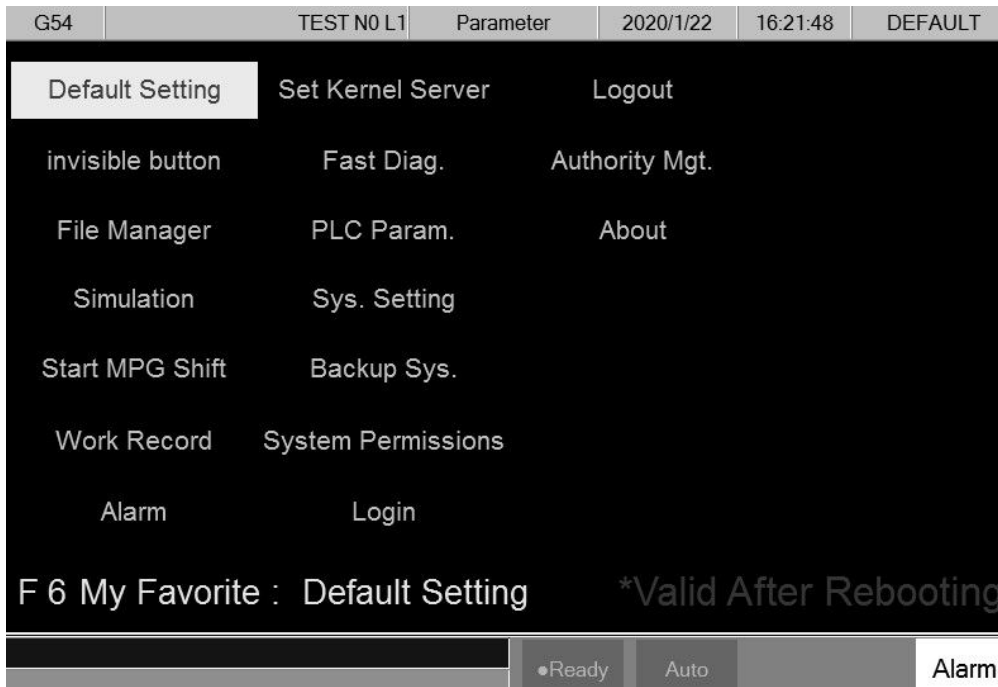 G54 TEST N0 L1 Parameter 2020/1/22 16:21:48 DEFAULT
Default Setting Set Kernel Server Logout
invisible button Fast Diag. Authority Mgt.
File Manager PLC Param. About
Simulation Sys. Setting
Start MPG Shift Backup Sys.
Work Record System Permissions
Alarm Login
F 6 My Favorite : Default Setting *Valid After Rebooting
●Ready Auto Alarm